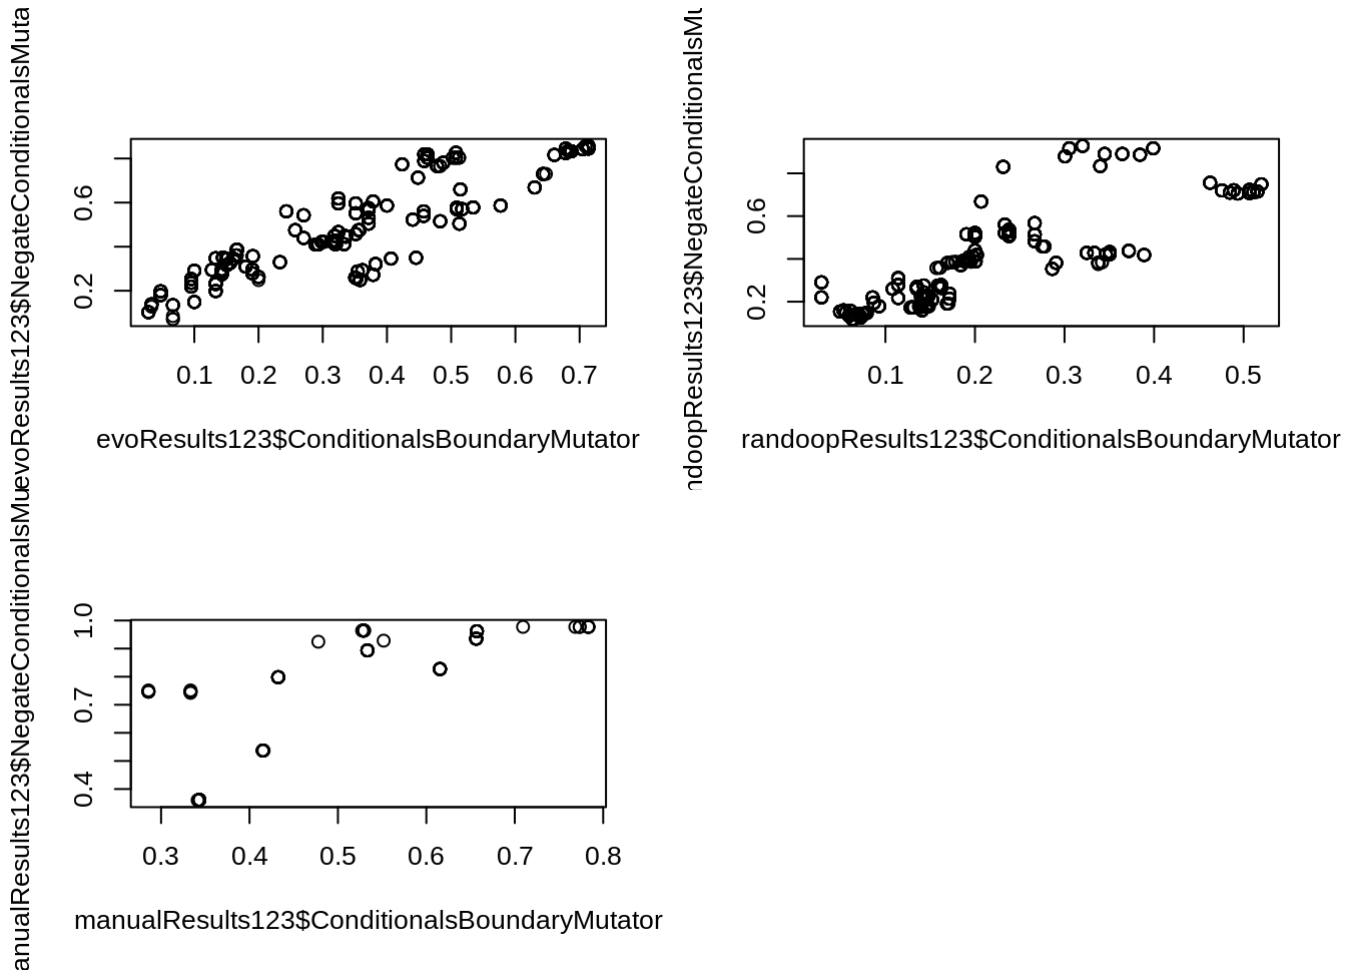 evoResults123$NegateConditionalsMuta
0.2
0.6
0.1 0.2 0.3 0.4 0.5 0.6 0.7
evoResults123$ConditionalsBoundaryMutator
ndoopResults123$NegateConditionalsMu
0.2
0.6
0.1 0.2 0.3 0.4 0.5
randoopResults123$ConditionalsBoundaryMutator
anualResults123$NegateConditionalsMu
0.4
0.7
1.0
0.3 0.4 0.5 0.6 0.7 0.8
manualResults123$ConditionalsBoundaryMutator